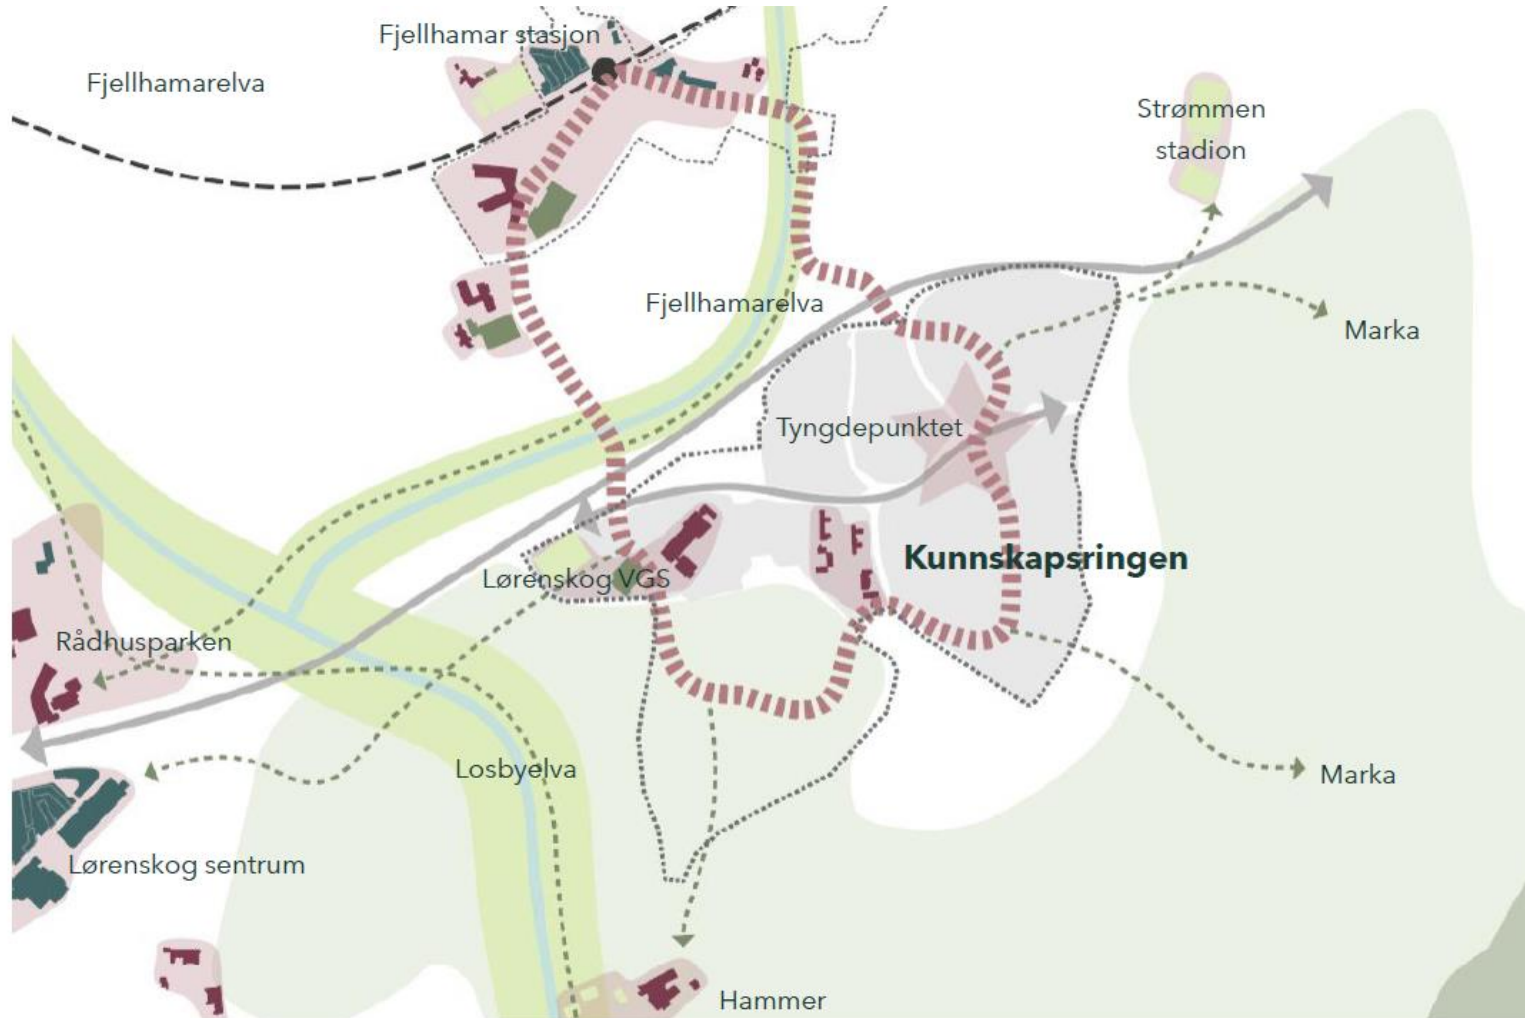 Fjellhamar stasjon
Fjellhamarelva
Strømmen
stadion
Fjellhamarelva
Marka
Tyngdepunktet
Kunnskapsringen
Lørenskog VGS
Rådhusparken
Losbyelva
Marka
Lørenskog sentrum
Hammer